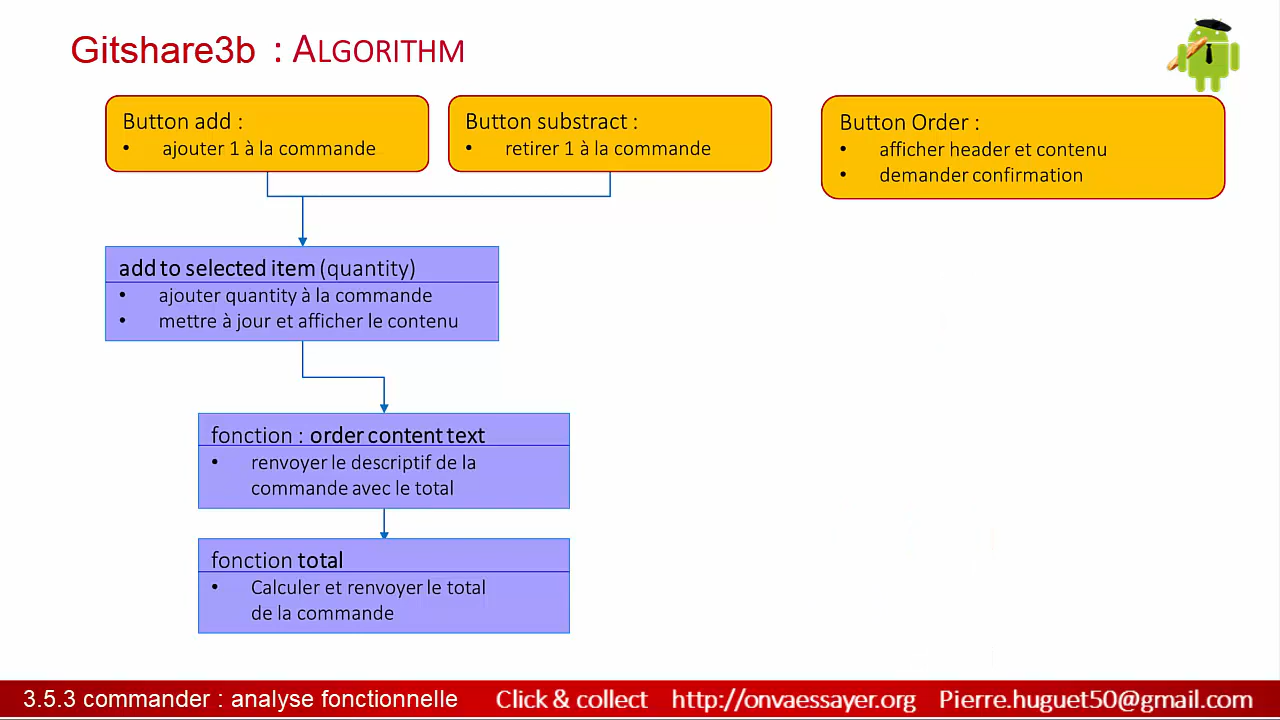 Gitshare3b : ALGORITHM
Button add :
• ajouter 1 à la commande
Button substract :
• retirer 1 à la commande
Button Order :
• afficher header et contenu
• demander confirmation
add to selected item (quantity)
• ajouter quantity à la commande
• mettre à jour et afficher le contenu
fonction : order content text
• renvoyer le descriptif de la
commande avec le total
fonction total
• Calculer et renvoyer le total
de la commande
3.5.3 commander : analyse fonctionnelle Click & collect http://onvaessayer.org Pierre.huguet50@gmail.com